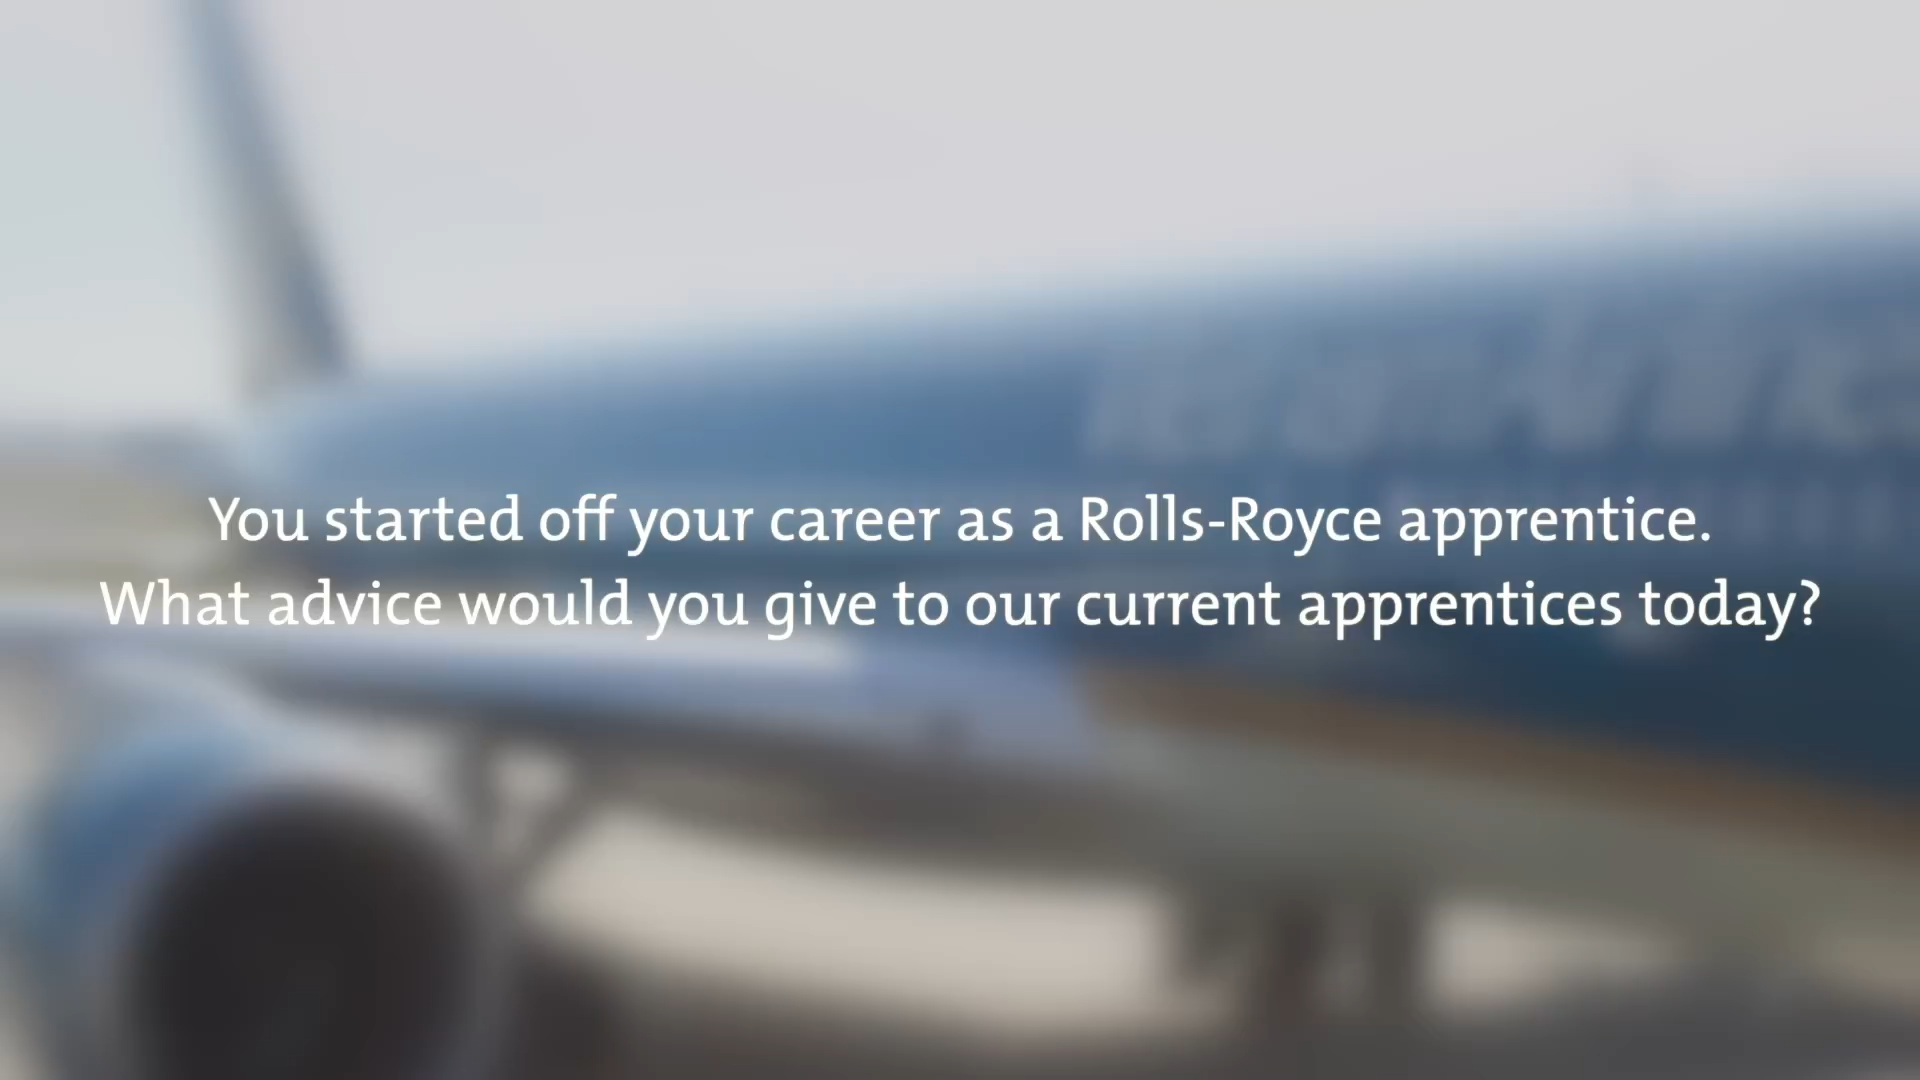 You started off your career as a Rolls-Royce apprentice.
What advice would you give to our current apprentices today?